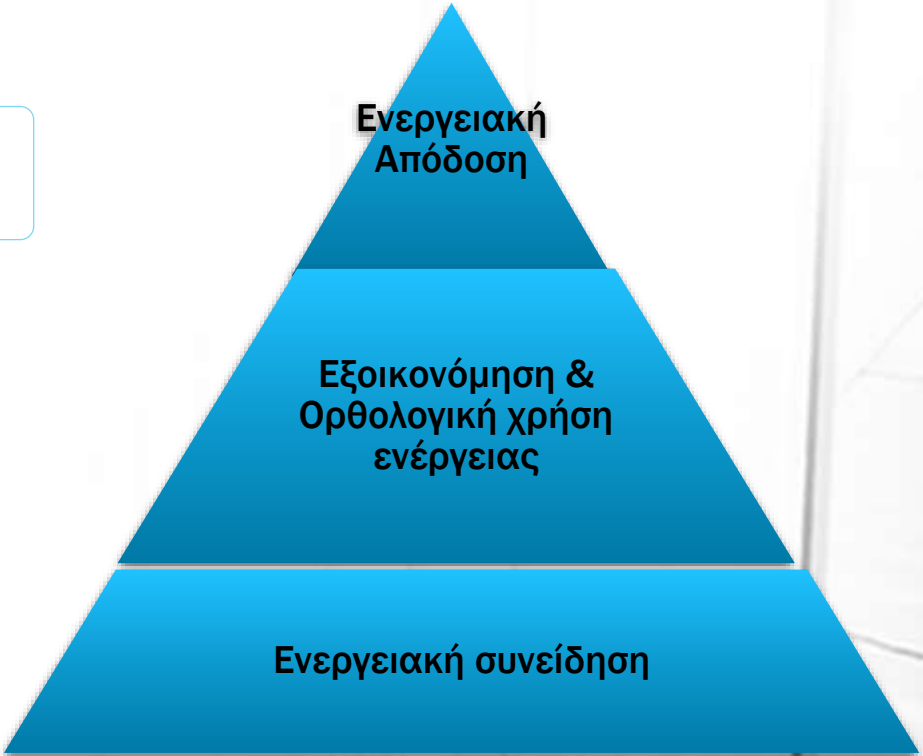 Ενεργειακή
Απόδοση
Εξοικονόμηση &
Ορθολογική χρήση
ενέργειας
Ενεργειακή συνείδηση